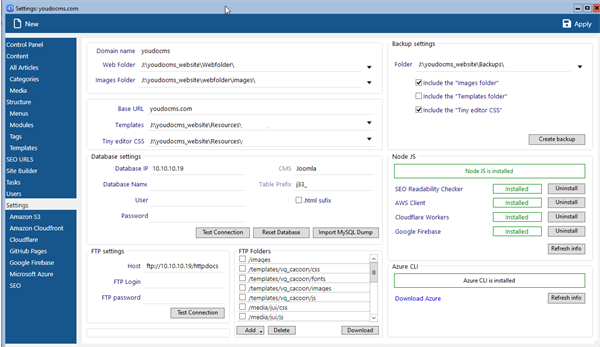 Settings: youdocms.com
New
Apply
Control Panel
Content
All Articles
Categories
Media
Structure
Menus
Modules
Tags
Templates
SEO URLS
Site Builder
Tasks
Users
Settings
Amazon S3
Amazon Cloudfront
Cloudflare
GitHub Pages
Google Firebase
Microsoft Azure
SEO
Domain name youdocms
Web Folder J:\youdocms_website\Webfolder\
Images Folder J:\youdocms_website\webfolder\images\
Base URL youdocms.com
Templates J:\youdocms_website\Resources\
Tiny editor CSS J:\youdocms_website\Resources\;
Database settings
Database IP 10.10.10.19 CMS Joomla
Database Name Table Prefix j33_
User .html sufix
Password
Test Connection Reset Database Import MySQL Dump
FTP settings
Host ftp://10.10.10.19/httpdocs
FTP Login
FTP password
Test Connection
FTP Folders
/images
/templates/vq_cacoon/css
/templates/vq_cacoon/fonts
/templates/vq_cacoon/images
/templates/vq_cacoon/js
/media/jui/css
/media/jui/js
Add Delete Download
Backup settings
Folder J:\youdocms_website\Backups\
Include the "Images folder"
Include the "Templates folder"
Include the "Tiny editor CSS"
Create backup
Node JS
Node JS is installed
SEO Readability Checker Installed Uninstall
AWS Client Installed Uninstall
Cloudflare Workers Installed Uninstall
Google Firebase Installed Uninstall
Refresh info
Azure CLI
Azure CLI is installed
Download Azure Refresh info